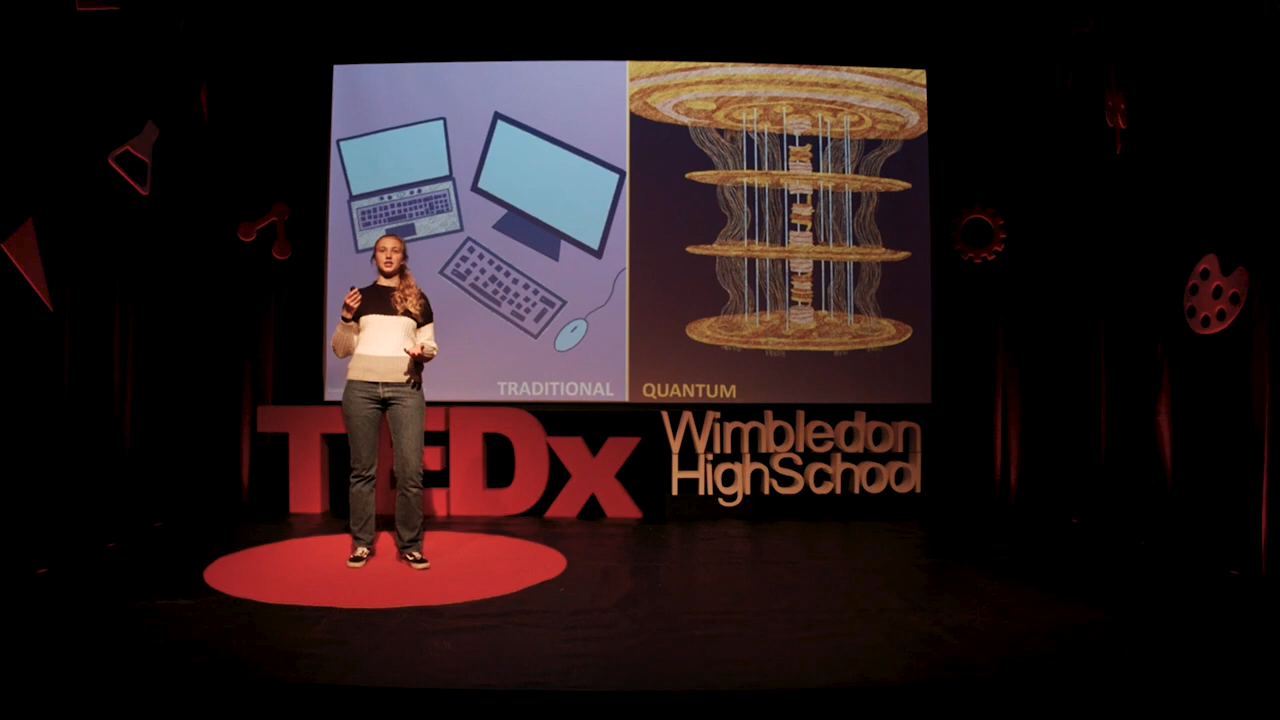 TRADITIONAL
QUANTUM
TEDx
Wimbledon
HighSchool